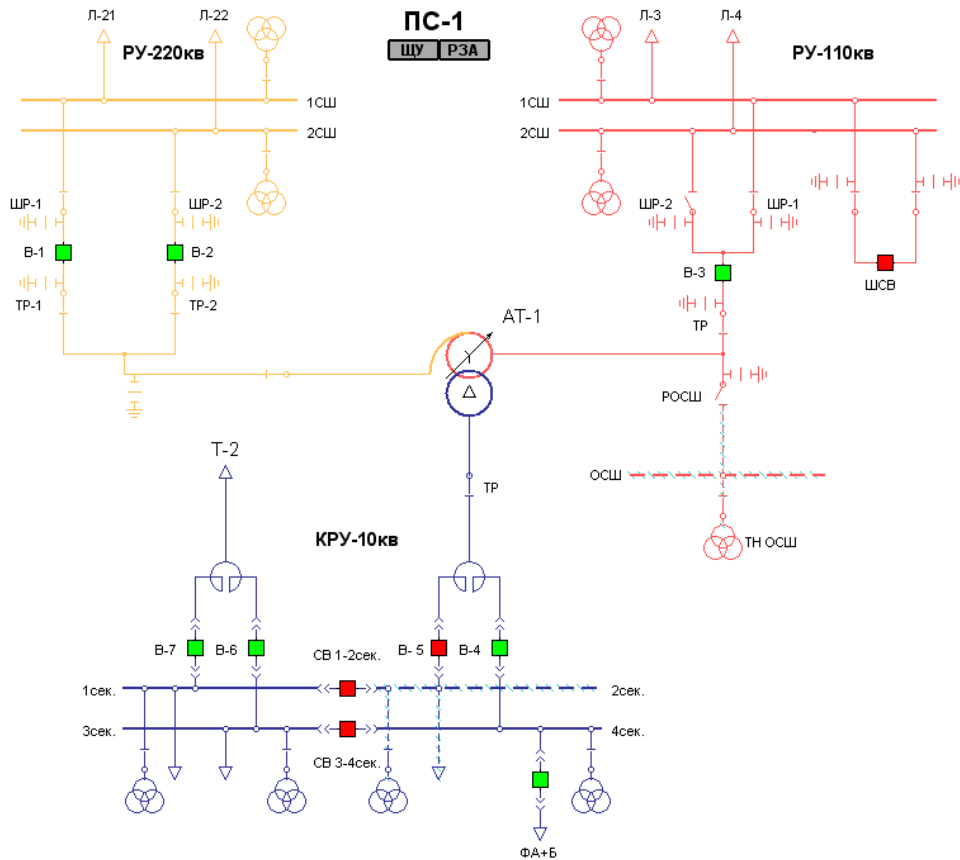 ПС-1
ЩУ РЗА
Л-21
Л-22
РУ-220кв
1СШ
2СШ
ШР-1
ШР-2
В-1
В-2
ТР-1
ТР-2
Л-3
Л-4
РУ-110кв
1СШ
2СШ
ШР-2
ШР-1
В-3
ШСВ
ТР
АТ-1
РОСШ
ОСШ
ТН ОСШ
Т-2
ТР
КРУ-10кв
В-7
В-6
В- 5
В-4
СВ 1-2сек.
1сек.
2сек.
3сек.
4сек.
СВ 3-4сек.
ФА+Б